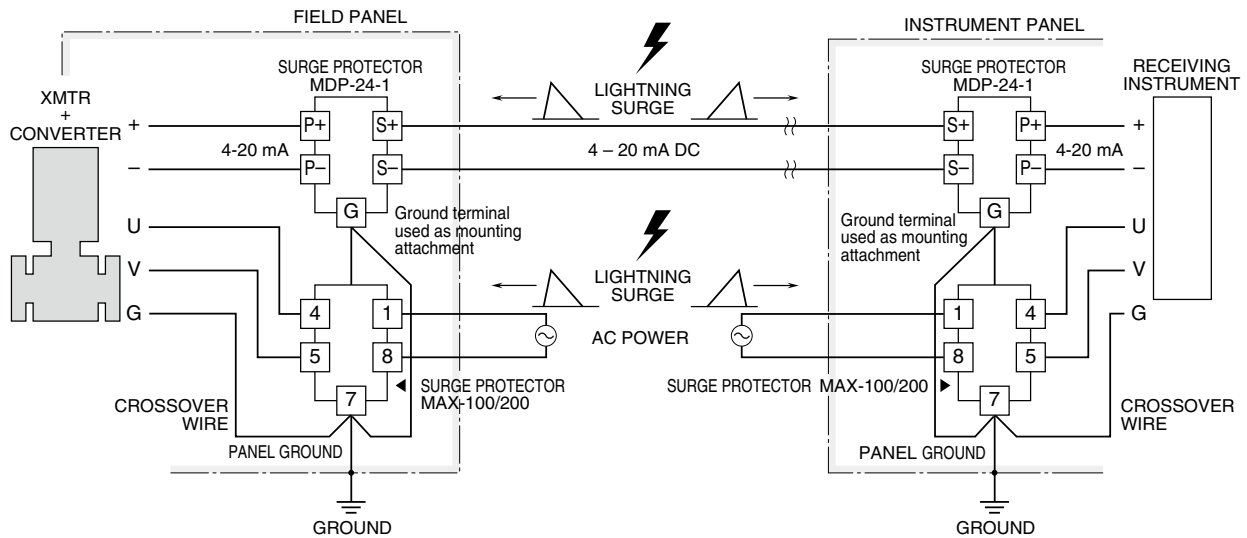 FIELD PANEL
INSTRUMENT PANEL
SURGE PROTECTOR
MDP-24-1
LIGHTNING
SURGE
SURGE PROTECTOR
MDP-24-1
RECEIVING
INSTRUMENT
XMTR
+
CONVERTER
+
P+
S+
S+
P+
+
4-20 mA
4 – 20 mA DC
4-20 mA
–
P–
S–
S–
P–
–
G
Ground terminal
used as mounting
attachment
G
Ground terminal
used as mounting
attachment
U
U
V
LIGHTNING
SURGE
V
G
4
1
AC POWER
1
4
G
5
8
8
5
SURGE PROTECTOR
MAX-100/200
SURGE PROTECTOR MAX-100/200
7
7
CROSSOVER
WIRE
CROSSOVER
WIRE
PANEL GROUND
PANEL GROUND
GROUND
GROUND